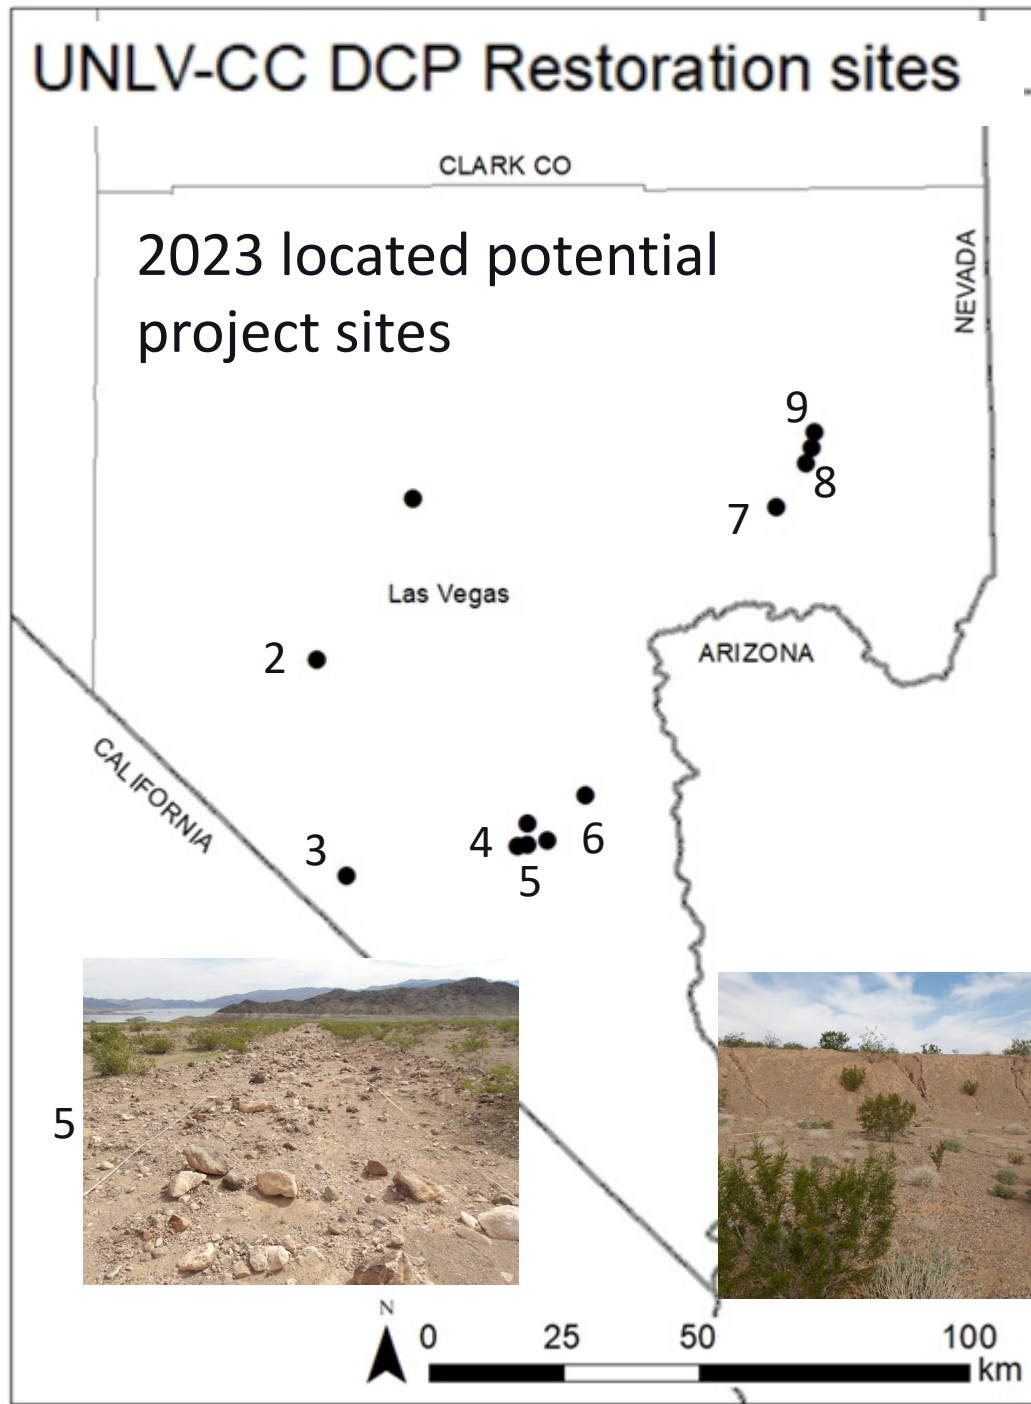 UNLV-CC DCP Restoration sites
CLARK CO
2023 located potential
project sites
NEVADA
9
8
7
Las Vegas
2
ARIZONA
CALIFORNIA
3
4
6
5
5
N
0 25 50 100
km